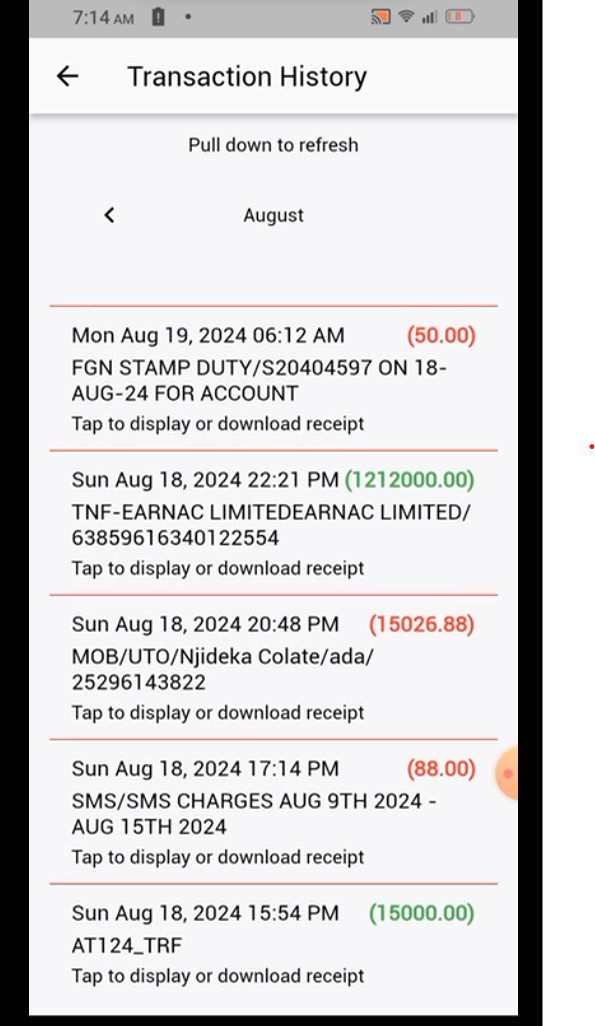 7:14 AM
8
Transaction History
Pull down to refresh
August
Mon Aug 19, 2024 06:12 AM (50.00)
FGN STAMP DUTY/S20404597 ON 18-
AUG-24 FOR ACCOUNT
Tap to display or download receipt
Sun Aug 18, 2024 22:21 PM (1212000.00)
TNF-EARNAC LIMITEDEARNAC LIMITED/
63859616340122554
Tap to display or download receipt
Sun Aug 18, 2024 20:48 PM (15026.88)
MOB/UTO/Njideka Colate/ada/
25296143822
Tap to display or download receipt
Sun Aug 18, 2024 17:14 PM (88.00)
SMS/SMS CHARGES AUG 9TH 2024 -
AUG 15TH 2024
Tap to display or download receipt
Sun Aug 18, 2024 15:54 PM (15000.00)
AT124_TRF
Tap to display or download receipt